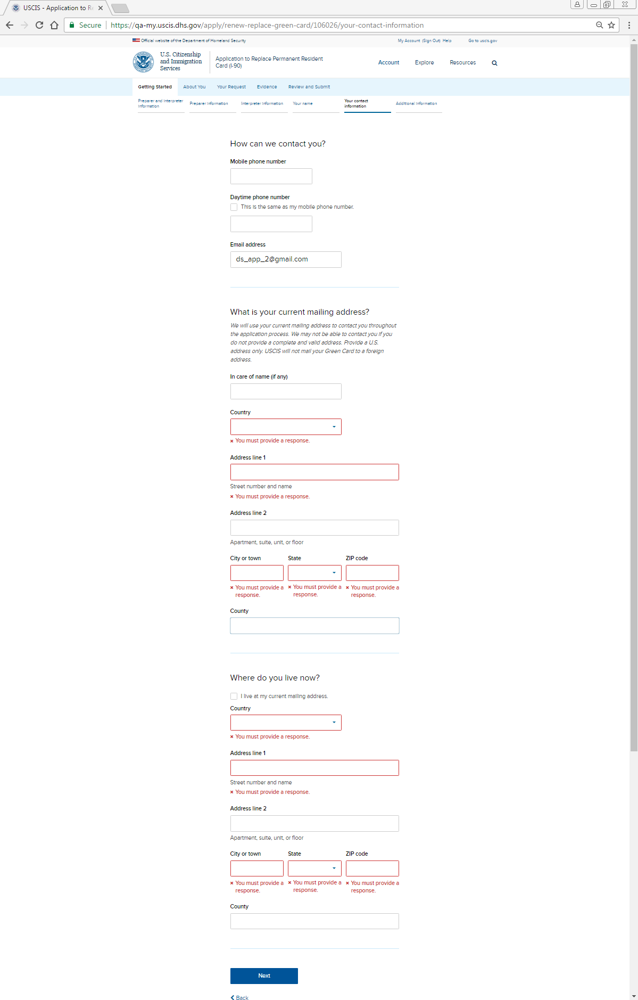 USCIS - Application to Re
Secure
https://qa-my.uscis.dhs.gov/apply/renew-replace-green-card/106026/your-contact-information
Official website of the Department of Homeland Security
My Account (Sign Out) Help
Go to uscis.gov
U.S. Citizenship
and Immigration
Services
Application to Replace Permanent Resident
Card (I-90)
Account
Explore
Resources
Getting Started
About You
Your Request
Evidence
Review and Submit
Preparer and Interpreter
Information
Preparer Information
Interpreter Information
Your name
Your contact
information
Additional Information
How can we contact you?
Mobile phone number
Daytime phone number
This is the same as my mobile phone number.
Email address
ds_app_2@gmail.com
What is your current mailing address?
We will use your current mailing address to contact you throughout
the application process. We may not be able to contact you if you
do not provide a complete and valid address. Provide a U.S.
address only. USCIS will not mail your Green Card to a foreign
address.
In care of name (if any)
Country
× You must provide a response.
Address line 1
Street number and name
× You must provide a response.
Address line 2
Apartment, suite, unit, or floor
City or town State ZIP code
× You must provide a × You must provide a × You must provide a
response. response. response.
County
Where do you live now?
I live at my current mailing address.
Country
× You must provide a response.
Address line 1
Street number and name
× You must provide a response.
Address line 2
Apartment, suite, unit, or floor
City or town State ZIP code
× You must provide a × You must provide a × You must provide a
response. response. response.
County
Next
Back